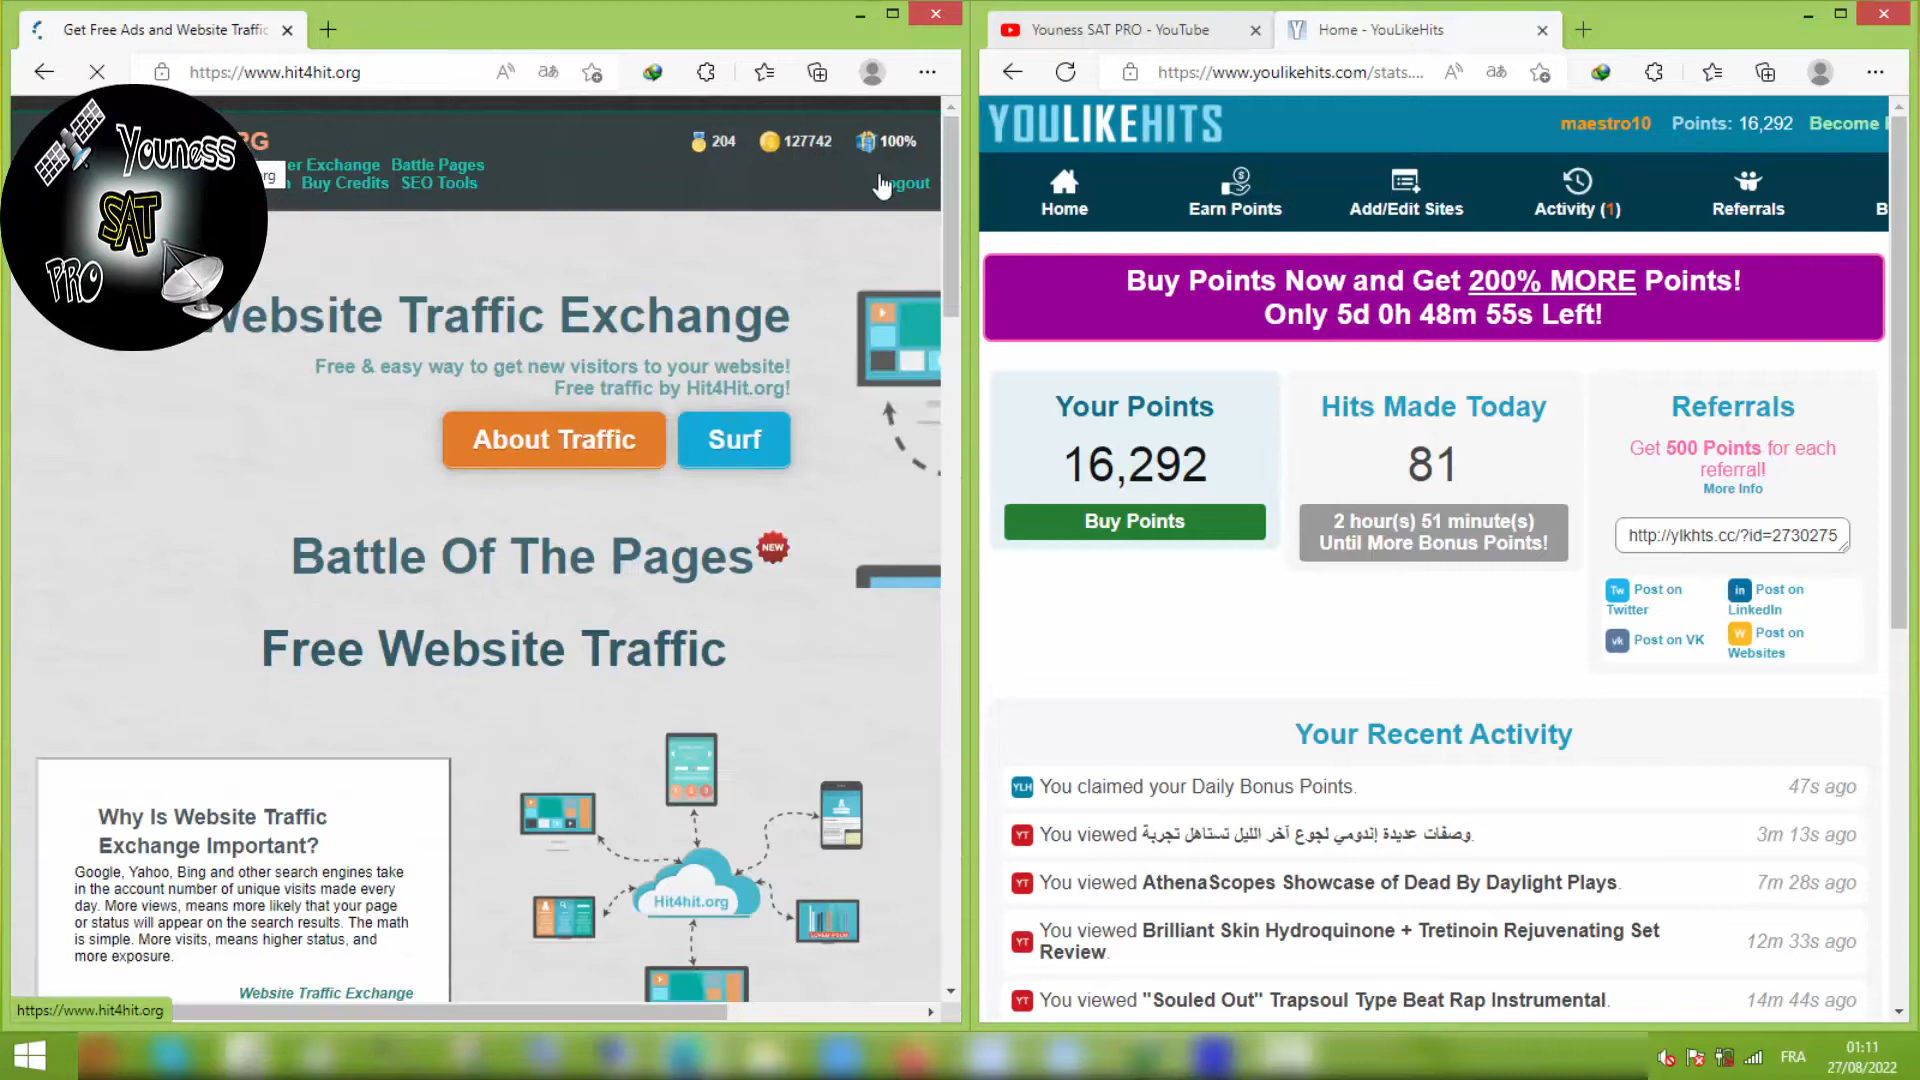 Get Free Ads and Website Traffic
https://www.hit4hit.org
Youness
SAT
PRO
RG
er Exchange Battle Pages
Buy Credits SEO Tools
rg
204
127742
100%
ogout
Website Traffic Exchange
Free & easy way to get new visitors to your website!
Free traffic by Hit4Hit.org!
About Traffic
Surf
Battle Of The Pages
NEW
Free Website Traffic
Why Is Website Traffic
Exchange Important?
Google, Yahoo, Bing and other search engines take
in the account number of unique visits made every
day. More views, means more likely that your page
or status will appear on the search results. The math
is simple. More visits, means higher status, and
more exposure.
Website Traffic Exchange
Hit4hit.org
https://www.hit4hit.org
Youness SAT PRO - YouTube
Home - YouLikeHits
https://www.youlikehits.com/stats....
YOULIKEHITS
maestro10
Points: 16,292
Become
Home
Earn Points
Add/Edit Sites
Activity (1)
Referrals
B
Buy Points Now and Get 200% MORE Points!
Only 5d 0h 48m 55s Left!
Your Points
16,292
Buy Points
Hits Made Today
81
2 hour(s) 51 minute(s)
Until More Bonus Points!
Referrals
Get 500 Points for each
referral!
More Info
http://ylkhts.cc/?id=2730275
Tw Post on
Twitter
in Post on
LinkedIn
vk Post on VK
W Post on
Websites
Your Recent Activity
YLH You claimed your Daily Bonus Points. 47s ago
YT You viewed وصفات عديدة إندومي لجوع آخر الليل تستاهل تجربة. 3m 13s ago
YT You viewed AthenaScopes Showcase of Dead By Daylight Plays. 7m 28s ago
YT You viewed Brilliant Skin Hydroquinone + Tretinoin Rejuvenating Set
Review. 12m 33s ago
YT You viewed "Souled Out" Trapsoul Type Beat Rap Instrumental. 14m 44s ago
FRA
01:11
27/08/2022